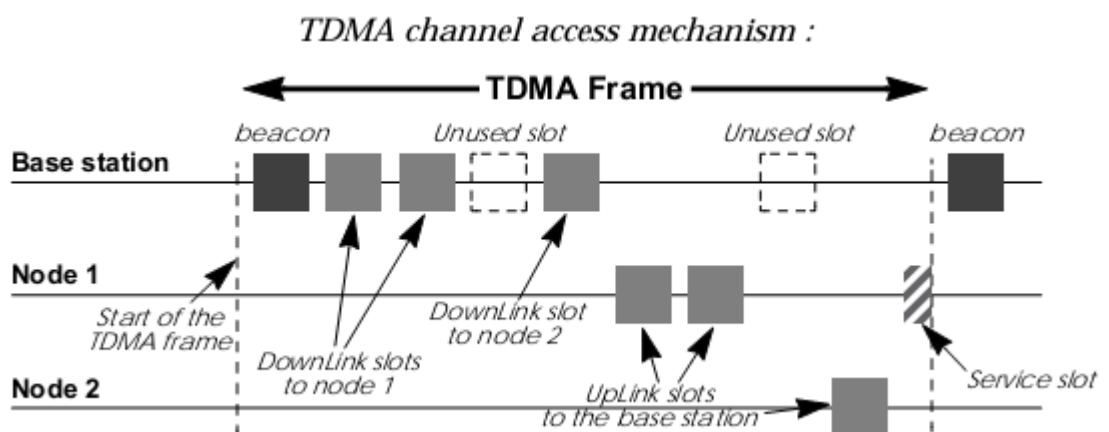 TDMA channel access mechanism :
TDMA Frame
beacon
Unused slot
Unused slot
beacon
Base station
Node 1
Start of the
TDMA frame
DownLink slots
to node 1
DownLink slot
to node 2
UpLink slots
to the base station
Service slot
Node 2